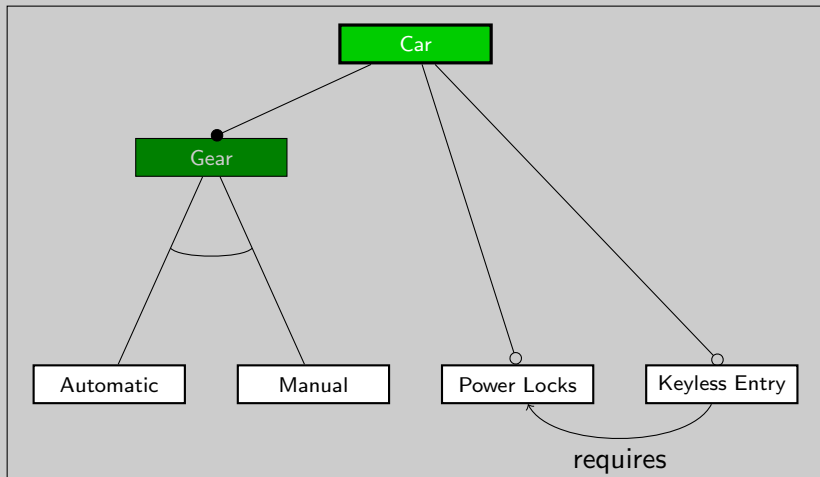 Car
Gear
Automatic
Manual
Power Locks
Keyless Entry
requires